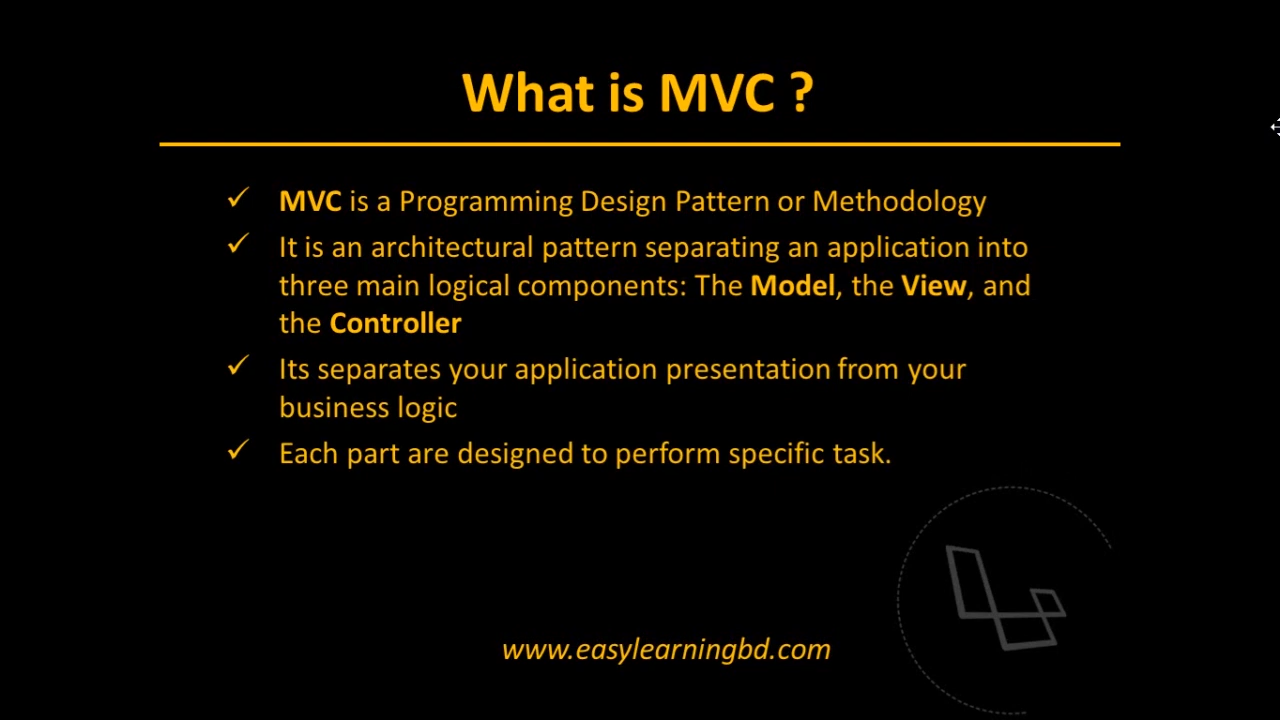 What is MVC ?
✓ MVC is a Programming Design Pattern or Methodology
✓ It is an architectural pattern separating an application into
three main logical components: The Model, the View, and
the Controller
✓ Its separates your application presentation from your
business logic
✓ Each part are designed to perform specific task.
www.easylearningbd.com